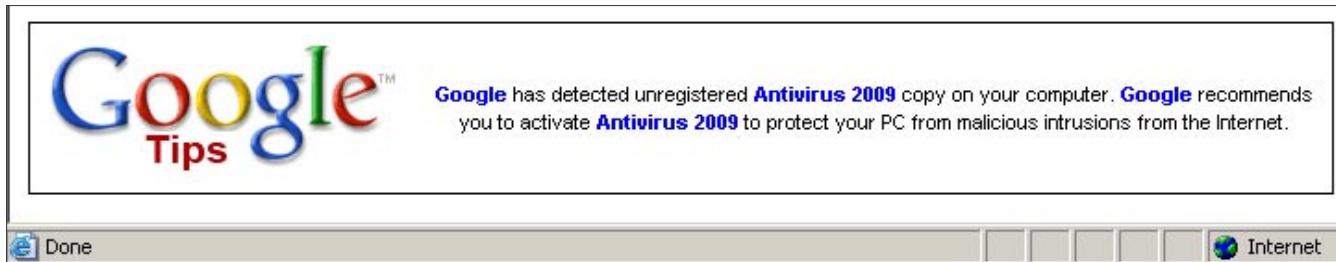 Google™
Tips
Google has detected unregistered Antivirus 2009 copy on your computer. Google recommends
you to activate Antivirus 2009 to protect your PC from malicious intrusions from the Internet.
Done
Internet